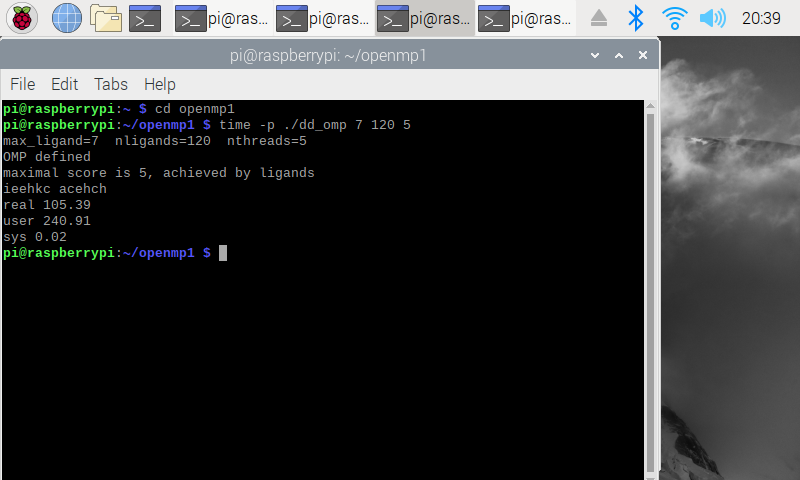 pi@ras... pi@ras... pi@ras... pi@ras... 20:39
pi@raspberrypi: ~/openmp1
File Edit Tabs Help
pi@raspberrypi:~ $ cd openmp1
pi@raspberrypi:~/openmp1 $ time -p ./dd_omp 7 120 5
max_ligand=7  nligands=120  nthreads=5
OMP defined
maximal score is 5, achieved by ligands
ieehkc acehch
real 105.39
user 240.91
sys 0.02
pi@raspberrypi:~/openmp1 $